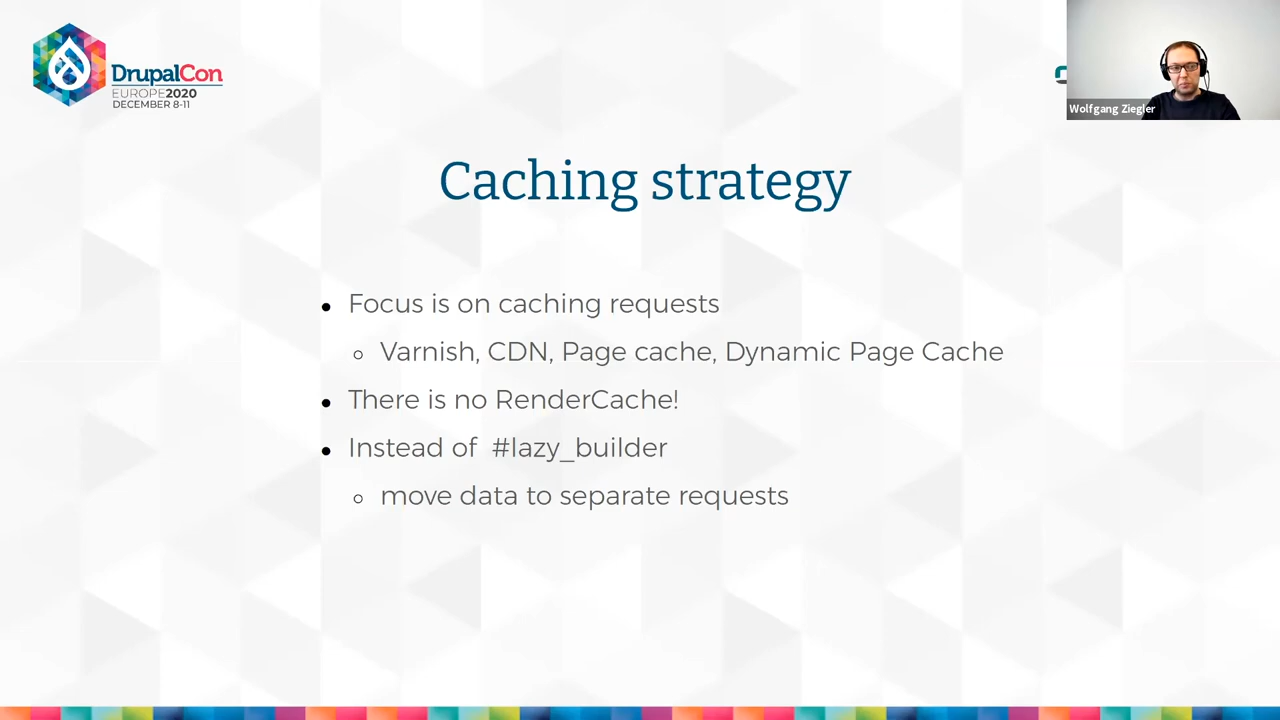 DrupalCon
EUROPE2020
DECEMBER 8-11
Wolfgang Ziegler
Caching strategy
● Focus is on caching requests
○ Varnish, CDN, Page cache, Dynamic Page Cache
● There is no RenderCache!
● Instead of #lazy_builder
○ move data to separate requests